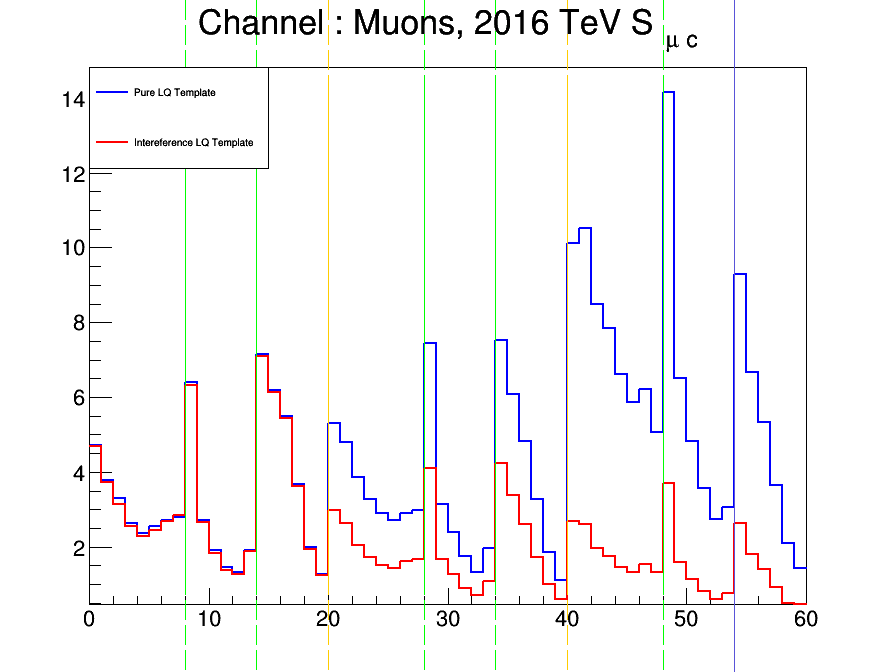 Channel : Muons, 2016 TeV S μ c
Pure LQ Template
Intereference LQ Template
14
12
10
8
6
4
2
0 10 20 30 40 50 60